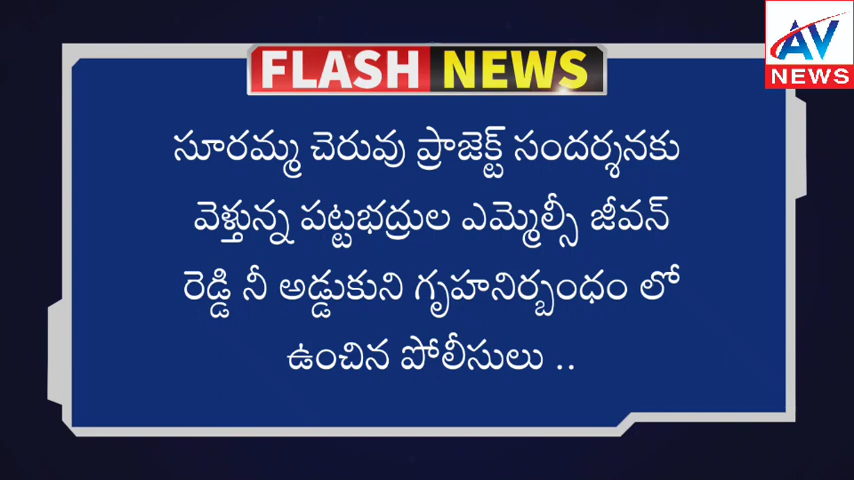 AV
NEWS
FLASH NEWS
సూరమ్మ చెరువు ప్రాజెక్ట్ సందర్శనకు
వెళ్తున్న పట్టభద్రుల ఎమ్మెల్సీ జీవన్
రెడ్డి నీ అడ్డుకుని గృహనిర్బంధం లో
ఉంచిన పోలీసులు ..